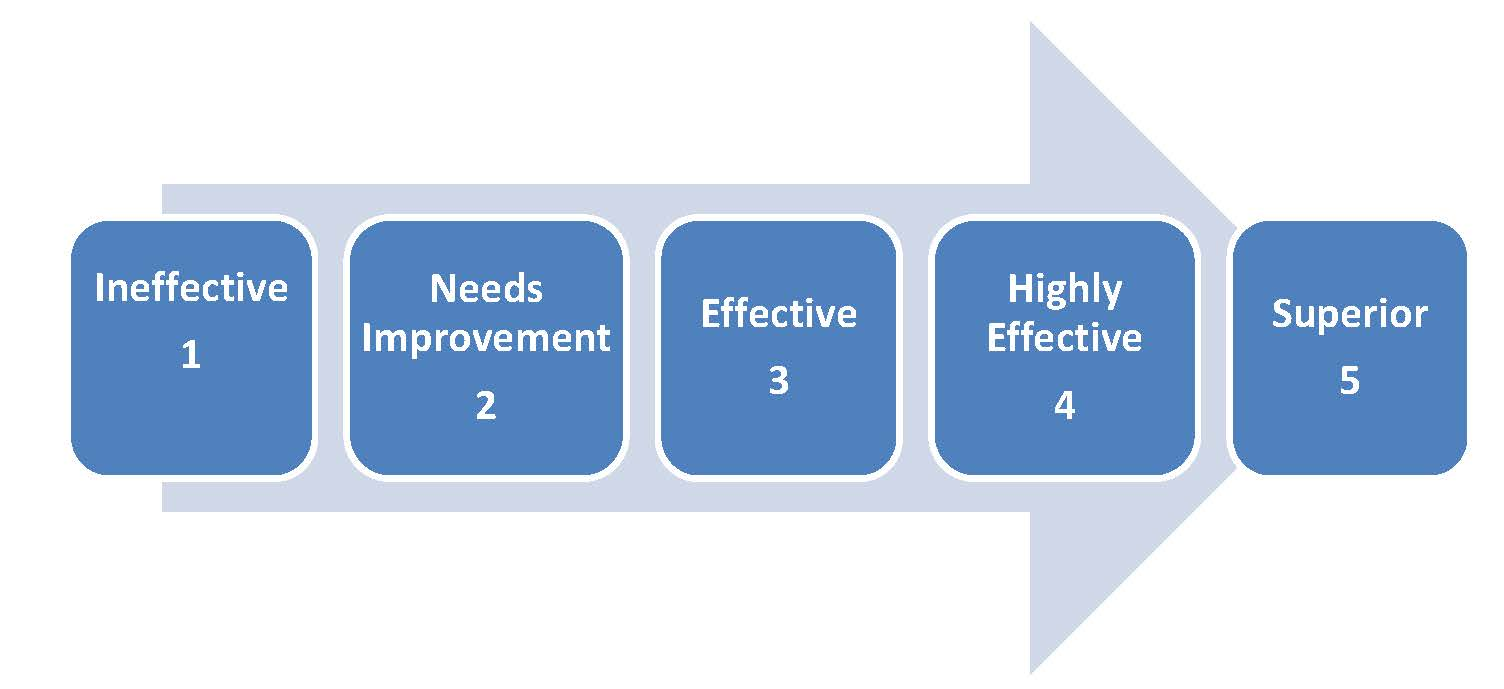 Ineffective
1
Needs
Improvement
2
Effective
3
Highly
Effective
4
Superior
5